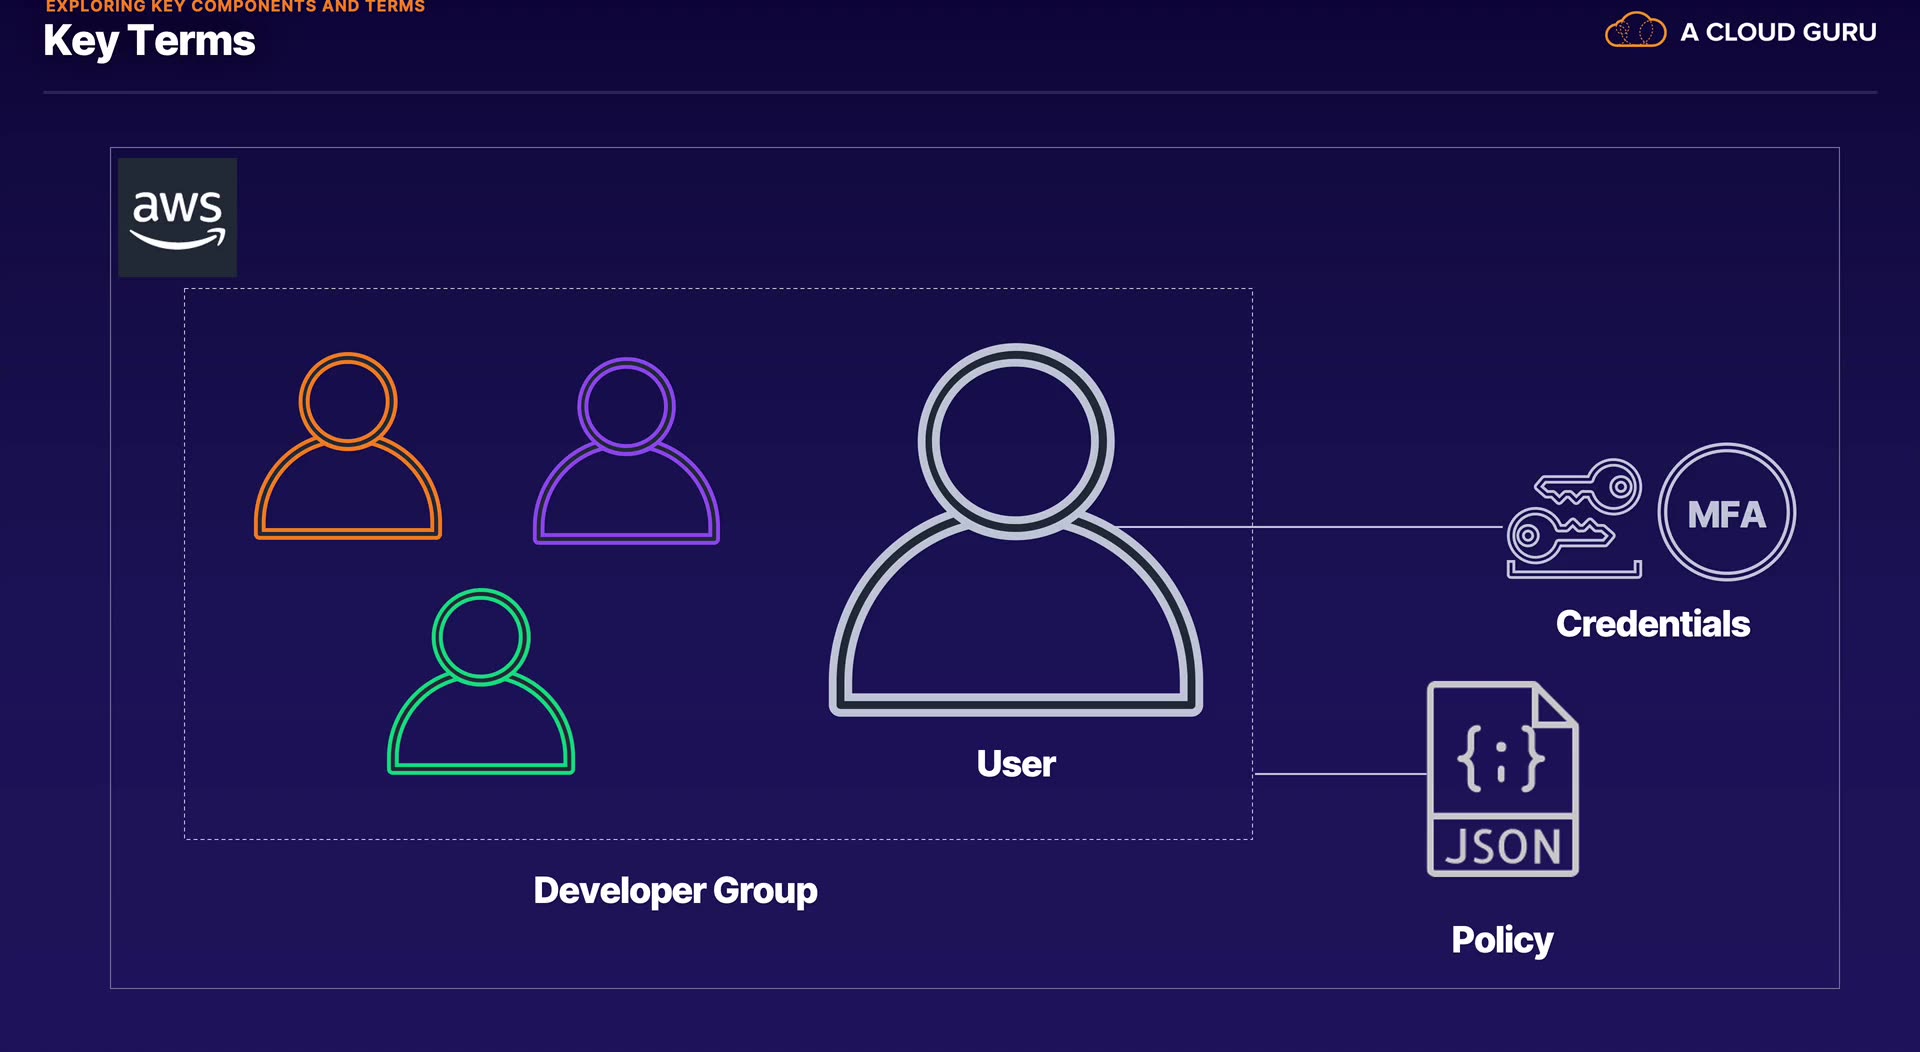 EXPLORING KEY COMPONENTS AND TERMS
Key Terms
A CLOUD GURU
aws
MFA
Credentials
User
{;}
JSON
Developer Group
Policy